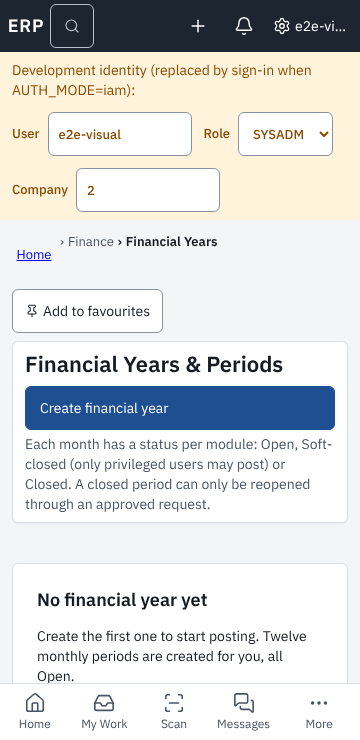 ERP
e2e-vi...
Development identity (replaced by sign-in when
AUTH_MODE=iam):
User e2e-visual Role SYSADM
Company 2
Home › Finance › Financial Years
Add to favourites
Financial Years & Periods
Create financial year
Each month has a status per module: Open, Soft-
closed (only privileged users may post) or
Closed. A closed period can only be reopened
through an approved request.
No financial year yet
Create the first one to start posting. Twelve
monthly periods are created for you, all
Open.
Home My Work Scan Messages More